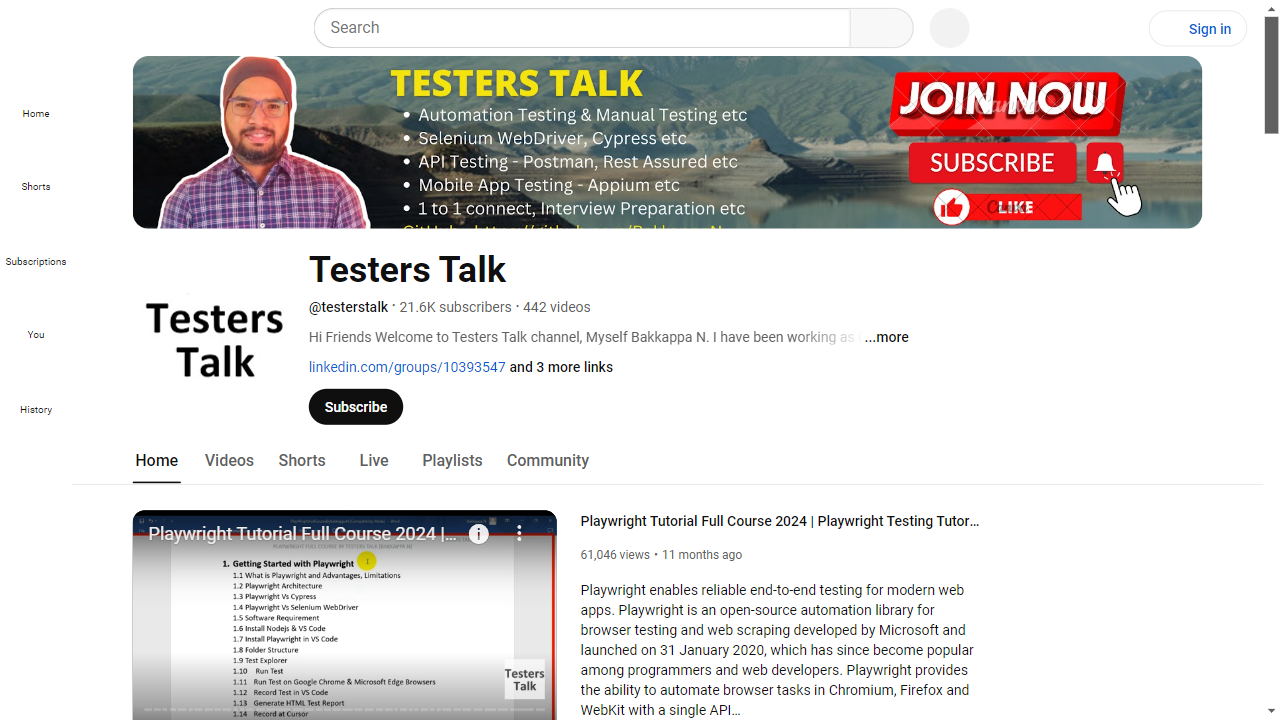 Search
Sign in
Home
Shorts
Subscriptions
You
History
TESTERS TALK
• Automation Testing & Manual Testing etc
• Selenium WebDriver, Cypress etc
• API Testing - Postman, Rest Assured etc
• Mobile App Testing - Appium etc
• 1 to 1 connect, Interview Preparation etc
JOIN NOW
SUBSCRIBE
LIKE
Testers
Talk
Testers Talk
@testerstalk • 21.6K subscribers • 442 videos
Hi Friends Welcome to Testers Talk channel, Myself Bakkappa N. I have been working as ...more
linkedin.com/groups/10393547 and 3 more links
Subscribe
Home Videos Shorts Live Playlists Community
Playwright Tutorial Full Course 2024 |...
1. Getting Started with Playwright
1.1 What is Playwright and Advantages, Limitations
1.2 Playwright Architecture
1.3 Playwright Vs Cypress
1.4 Playwright Vs Selenium WebDriver
1.5 Software Requirement
1.6 Install Nodejs & VS Code
1.7 Install Playwright in VS Code
1.8 Folder Structure
1.9 Test Explorer
1.10 Run Test
1.11 Run Test on Google Chrome & Microsoft Edge Browsers
1.12 Record Test in VS Code
1.13 Generate HTML Test Report
1.14 Record at Cursor
Testers
Talk
Playwright Tutorial Full Course 2024 | Playwright Testing Tutor...
61,046 views • 11 months ago
Playwright enables reliable end-to-end testing for modern web
apps. Playwright is an open-source automation library for
browser testing and web scraping developed by Microsoft and
launched on 31 January 2020, which has since become popular
among programmers and web developers. Playwright provides
the ability to automate browser tasks in Chromium, Firefox and
WebKit with a single API...